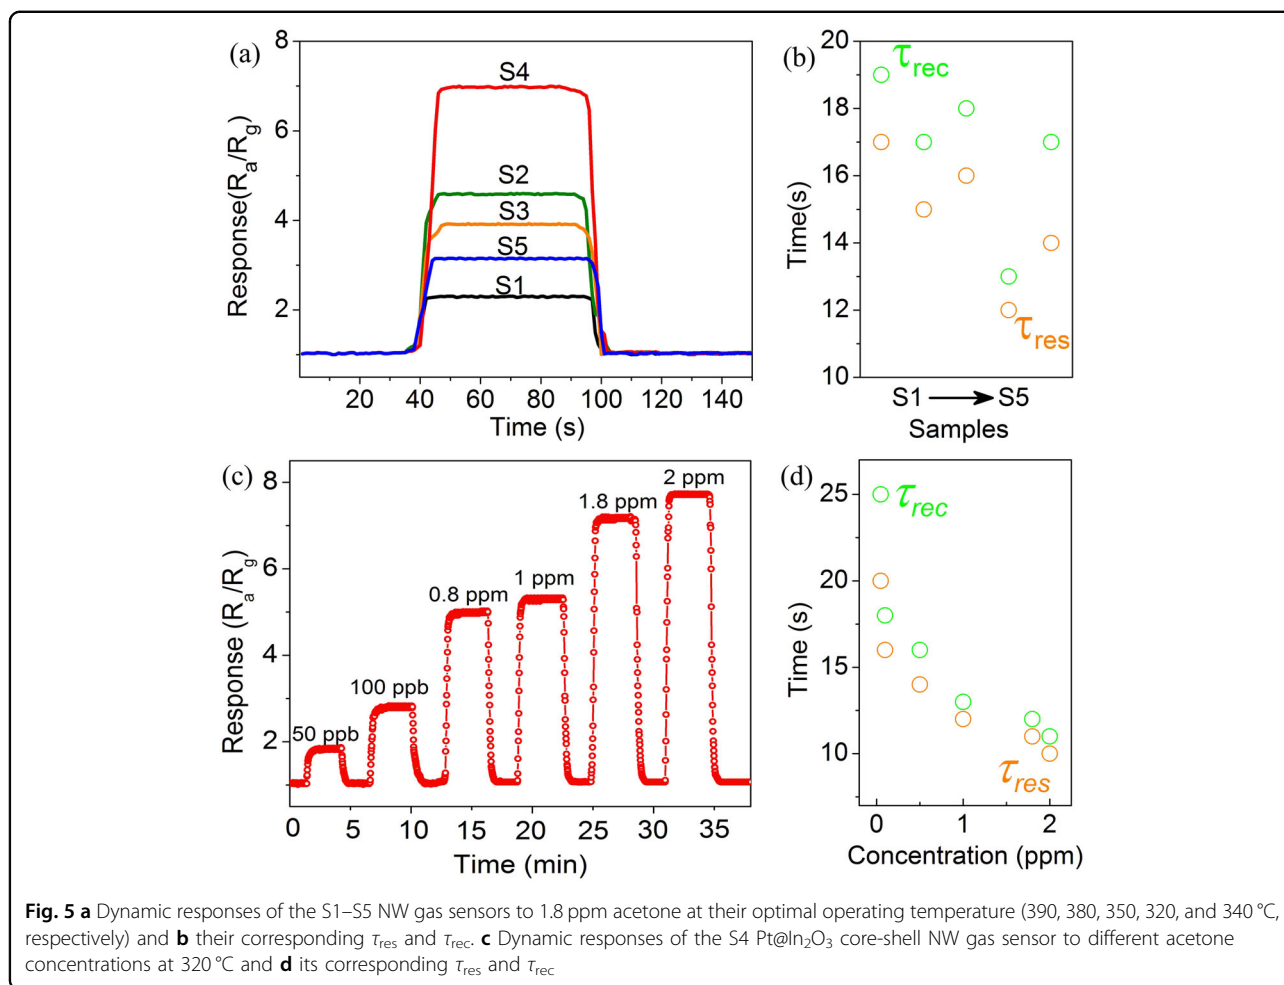 (a)
8
6
4
2
Response(Ra/Rg)
S4
S2
S3
S5
S1
20 40 60 80 100 120 140
Time (s)
(b)
20
18
16
14
12
10
Time(s)
τrec
τres
S1 S5
Samples
(c)
8
6
4
2
Response (Ra/Rg)
50 ppb
100 ppb
0.8 ppm
1 ppm
1.8 ppm
2 ppm
0 5 10 15 20 25 30 35
Time (min)
(d)
25
20
15
10
Time (s)
τrec
τres
0 1 2
Concentration (ppm)
Fig. 5 a Dynamic responses of the S1–S5 NW gas sensors to 1.8 ppm acetone at their optimal operating temperature (390, 380, 350, 320, and 340 °C,
respectively) and b their corresponding τres and τrec. c Dynamic responses of the S4 Pt@In₂O₃ core-shell NW gas sensor to different acetone
concentrations at 320 °C and d its corresponding τres and τrec